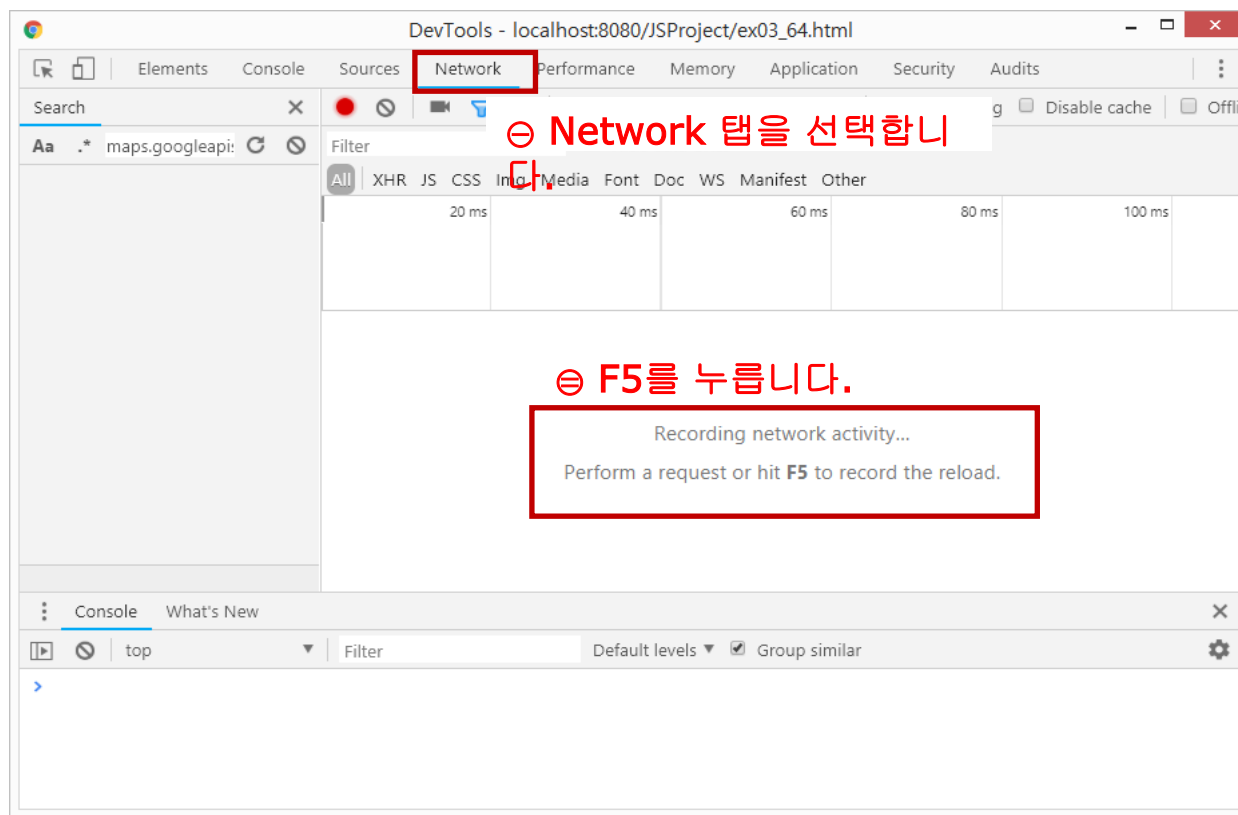 DevTools - localhost:8080/JSProject/ex03_64.html
Elements Console Sources Network Performance Memory Application Security Audits
Search
Disable cache Offli
⊖ Network 탭을 선택합니
다.
Aa .* maps.googleapi
Filter
All XHR JS CSS Img Media Font Doc WS Manifest Other
20 ms 40 ms 60 ms 80 ms 100 ms
⊖ F5를 누릅니다.
Recording network activity...
Perform a request or hit F5 to record the reload.
Console What's New
top Filter Default levels Group similar